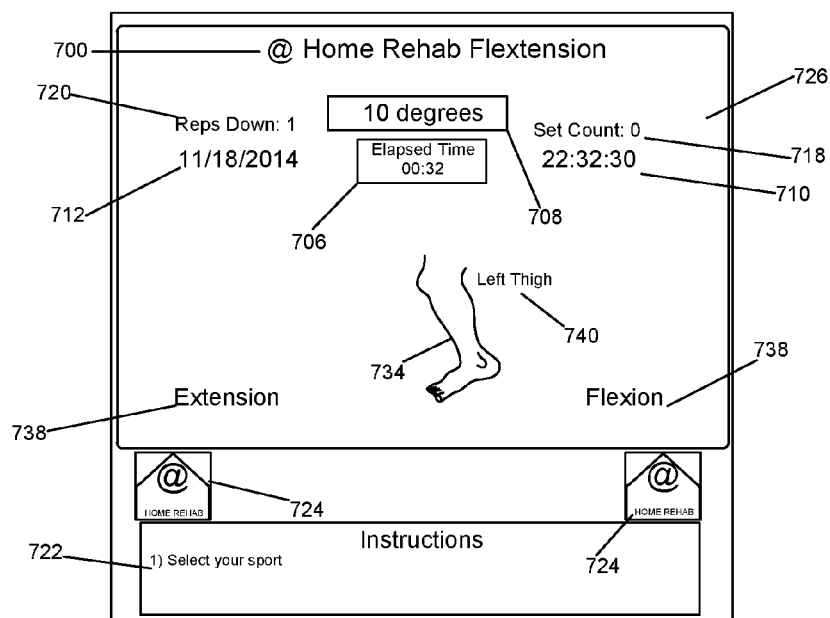 700
@ Home Rehab Flextension
720
726
Reps Down: 1
10 degrees
Set Count: 0
718
11/18/2014
Elapsed Time
00:32
22:32:30
710
712
706
708
Left Thigh
740
734
738
Extension
Flexion
738
@
HOME REHAB
724
@
HOME REHAB
724
722
Instructions
1) Select your sport